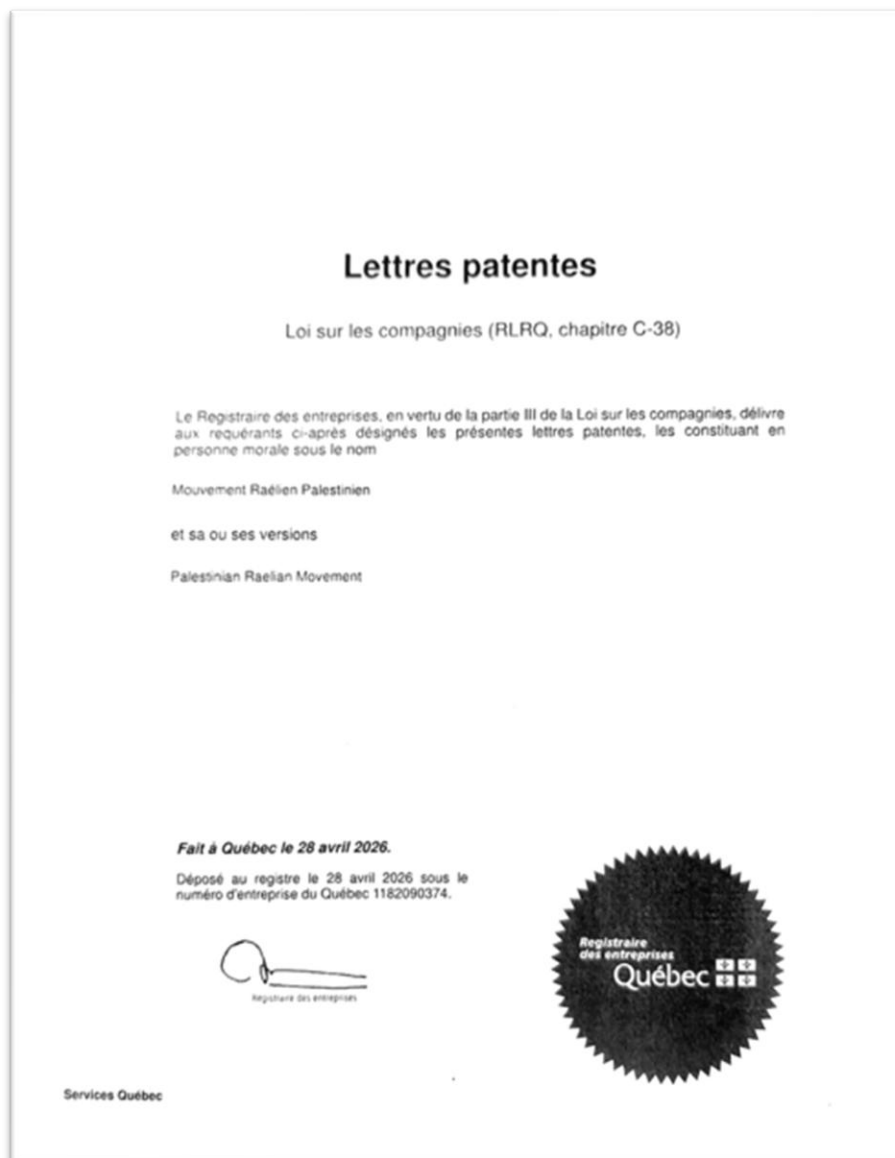 Lettres patentes
Loi sur les compagnies (RLRQ, chapitre C-38)
Le Registraire des entreprises, en vertu de la partie III de la Loi sur les compagnies, délivre
aux requérants ci-après désignés les présentes lettres patentes, les constituant en
personne morale sous le nom
Mouvement Raëlien Palestinien
et sa ou ses versions
Palestinian Raelian Movement
Fait à Québec le 28 avril 2026.
Déposé au registre le 28 avril 2026 sous le
numéro d'entreprise du Québec 1182090374.
Registraire des entreprises
Registraire
des entreprises
Québec
Services Québec